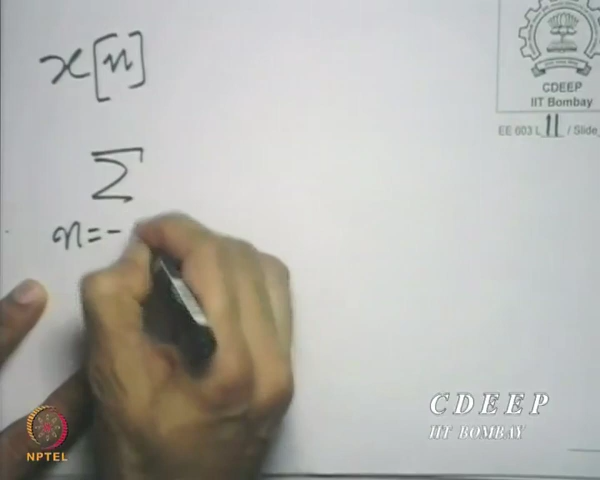 x[n]
CDEEP
IIT Bombay
EE 603 L 11 / Slide
Σ
n = -
CDEEP
IIT BOMBAY
NPTEL